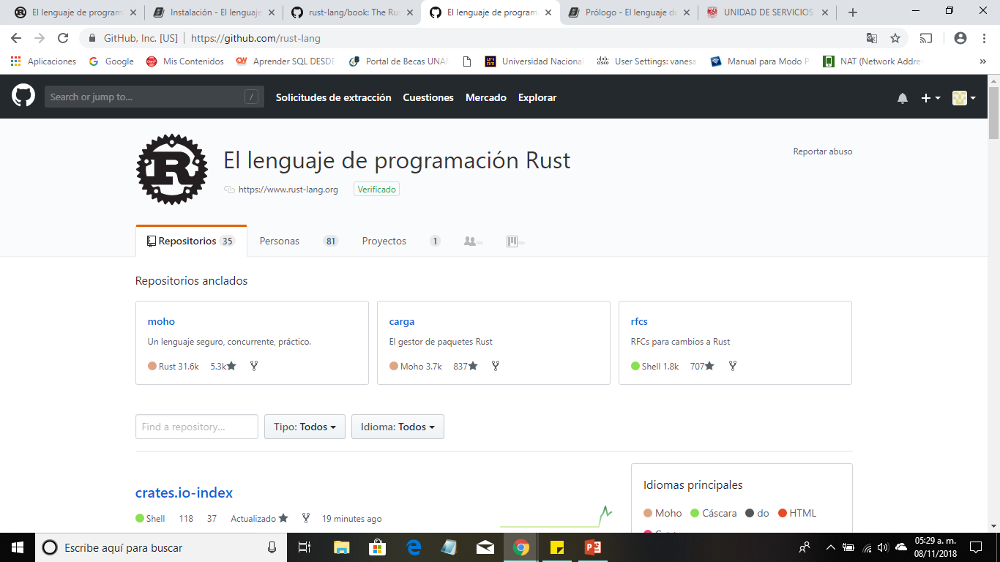 El lenguaje de program
Instalación - El lenguaje
rust-lang/book: The Rus
El lenguaje de program
Prólogo - El lenguaje de
UNIDAD DE SERVICIOS
GitHub, Inc. [US] | https://github.com/rust-lang
Aplicaciones Google Mis Contenidos Aprender SQL DESDE Portal de Becas UNA Universidad Nacional User Settings: vanesa Manual para Modo P NAT (Network Addre »
Search or jump to... / Solicitudes de extracción Cuestiones Mercado Explorar
El lenguaje de programación Rust
Reportar abuso
https://www.rust-lang.org Verificado
Repositorios 35 Personas 81 Proyectos 1
Repositorios anclados
moho
Un lenguaje seguro, concurrente, práctico.
Rust 31.6k 5.3k
carga
El gestor de paquetes Rust
Moho 3.7k 837
rfcs
RFCs para cambios a Rust
Shell 1.8k 707
Find a repository... Tipo: Todos Idioma: Todos
crates.io-index
Shell 118 37 Actualizado 19 minutes ago
Idiomas principales
Moho Cáscara do HTML
Escribe aquí para buscar
05:29 a. m.
08/11/2018